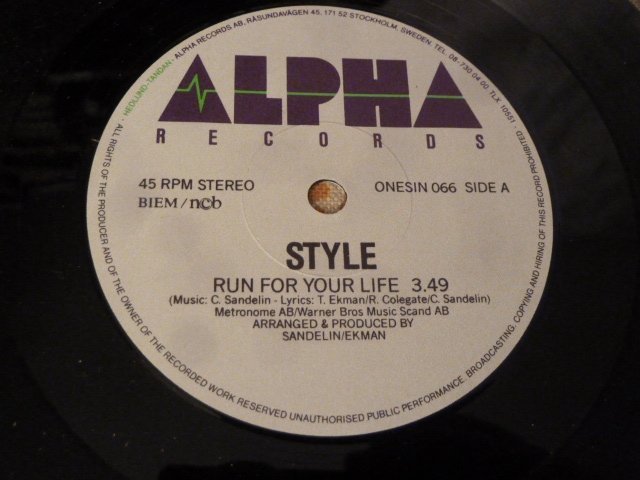 HEDLUND-TANDAN - ALPHA RECORDS AB, RÅSUNDAVÄGEN 45, 171 52 STOCKHOLM, SWEDEN. TEL 08-730 04 00 TLX 10551
ALPHA
RECORDS
45 RPM STEREO
BIEM/ncb
ONESIN 066 SIDE A
STYLE
RUN FOR YOUR LIFE 3.49
(Music: C. Sandelin - Lyrics: T. Ekman/R. Colegate/C. Sandelin)
Metronome AB/Warner Bros Music Scand AB
ARRANGED & PRODUCED BY
SANDELIN/EKMAN
ALL RIGHTS OF THE PRODUCER AND OF THE OWNER OF THE RECORDED WORK RESERVED UNAUTHORISED PUBLIC PERFORMANCE, BROADCASTING, COPYING AND HIRING OF THIS RECORD PROHIBITED.